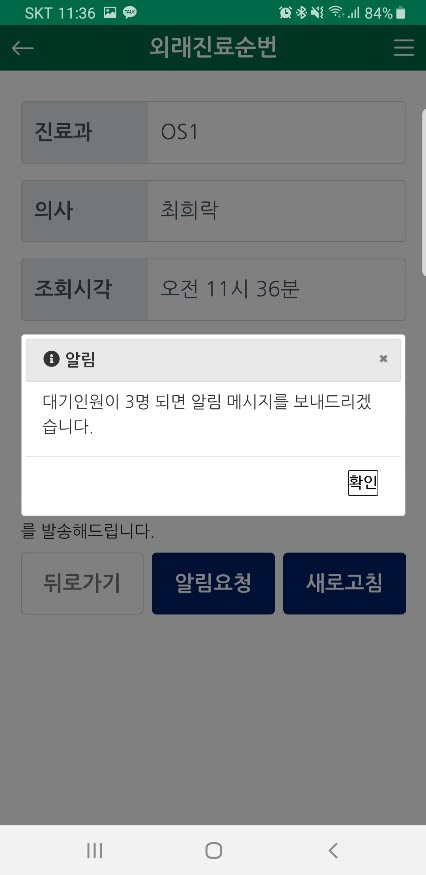 SKT 11:36 TALK 84%
외래진료순번
진료과 OS1
의사 최희락
조회시각 오전 11시 36분
알림 ×
대기인원이 3명 되면 알림 메시지를 보내드리겠
습니다.
확인
를 발송해드립니다.
뒤로가기 알림요청 새로고침